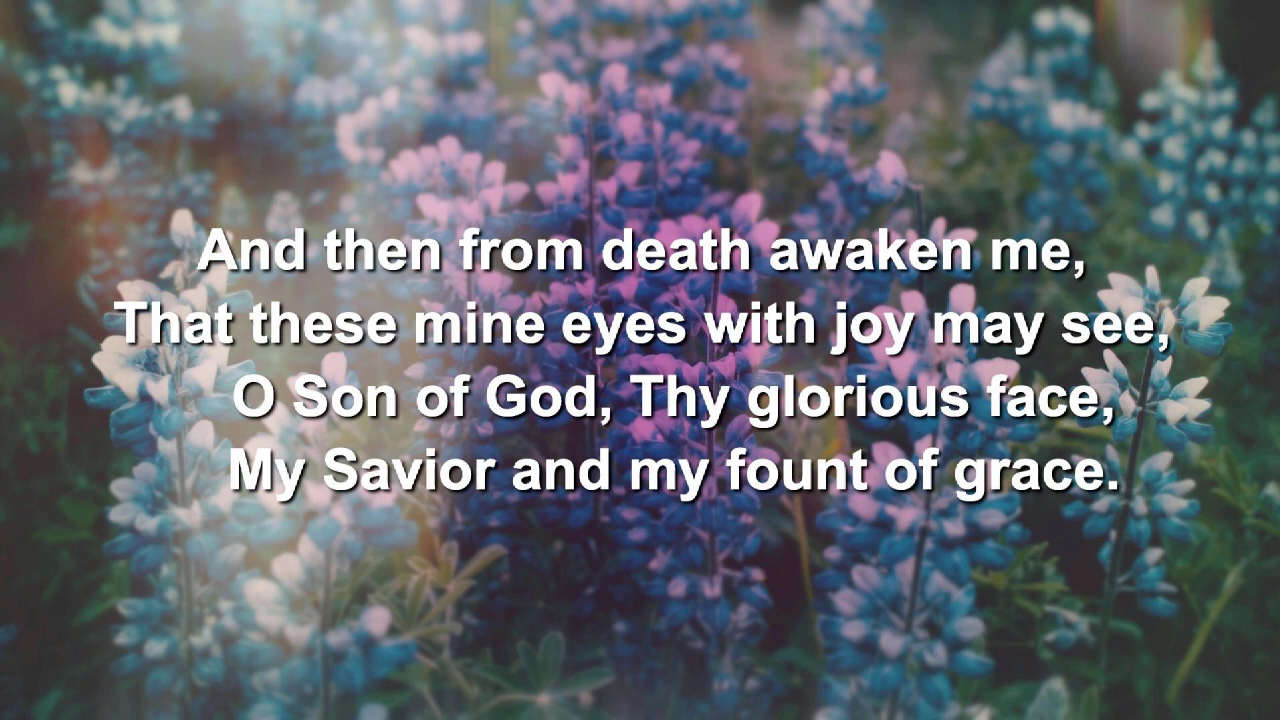 And then from death awaken me,
That these mine eyes with joy may see,
O Son of God, Thy glorious face,
My Savior and my fount of grace.